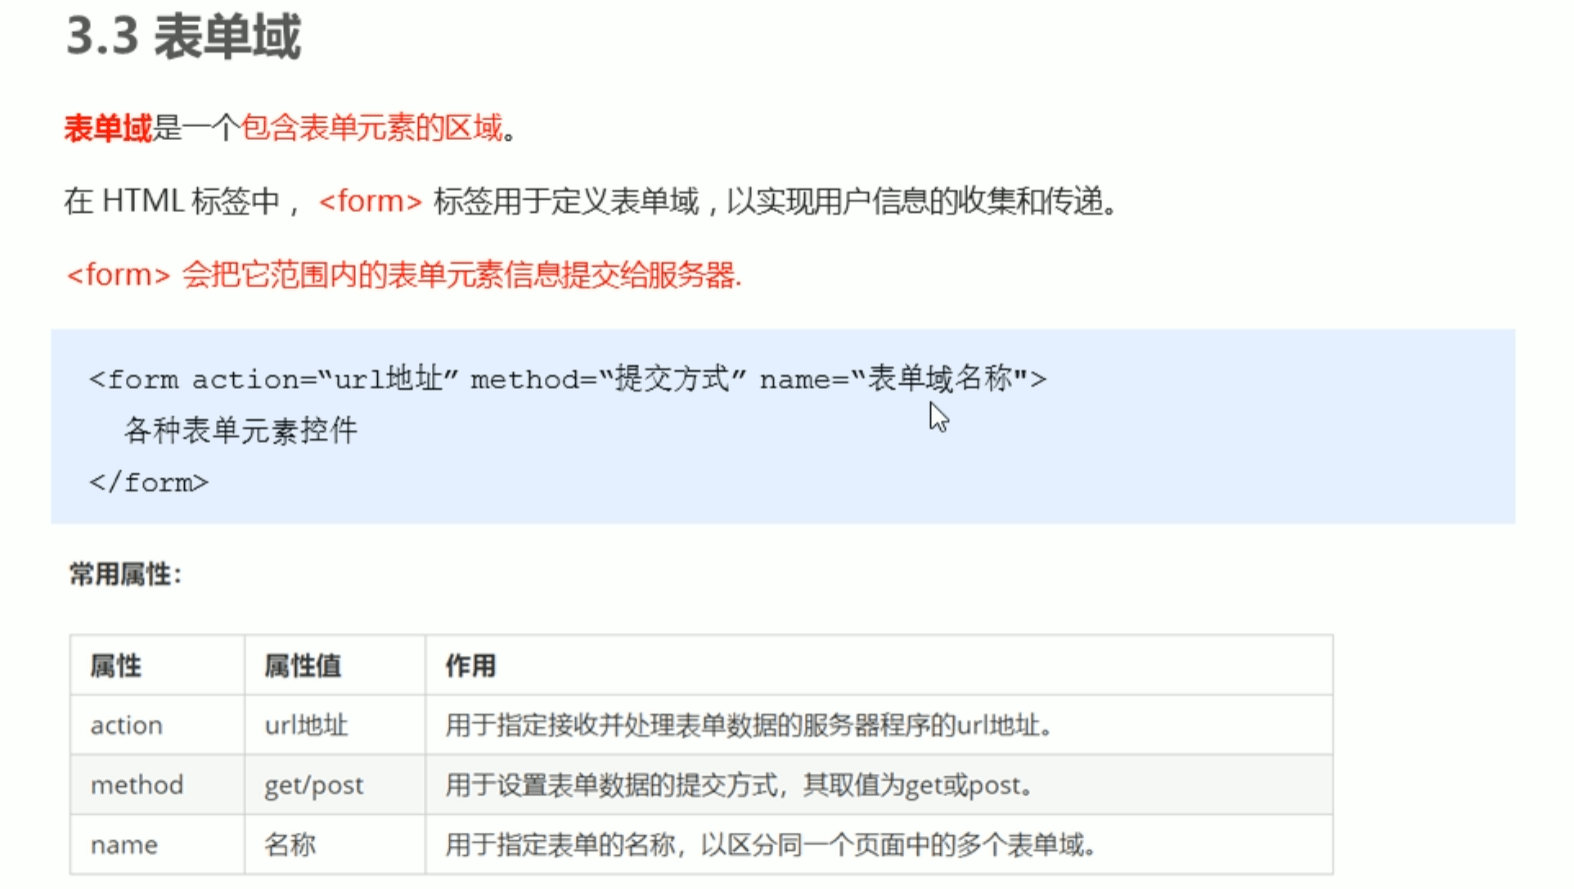 3.3 表单域
表单域是一个包含表单元素的区域。
在 HTML 标签中， <form> 标签用于定义表单域，以实现用户信息的收集和传递。
<form> 会把它范围内的表单元素信息提交给服务器.
<form action=“url地址” method=“提交方式” name=“表单域名称">
各种表单元素控件
</form>
常用属性：
属性 属性值 作用
action url地址 用于指定接收并处理表单数据的服务器程序的url地址。
method get/post 用于设置表单数据的提交方式，其取值为get或post。
name 名称 用于指定表单的名称，以区分同一个页面中的多个表单域。